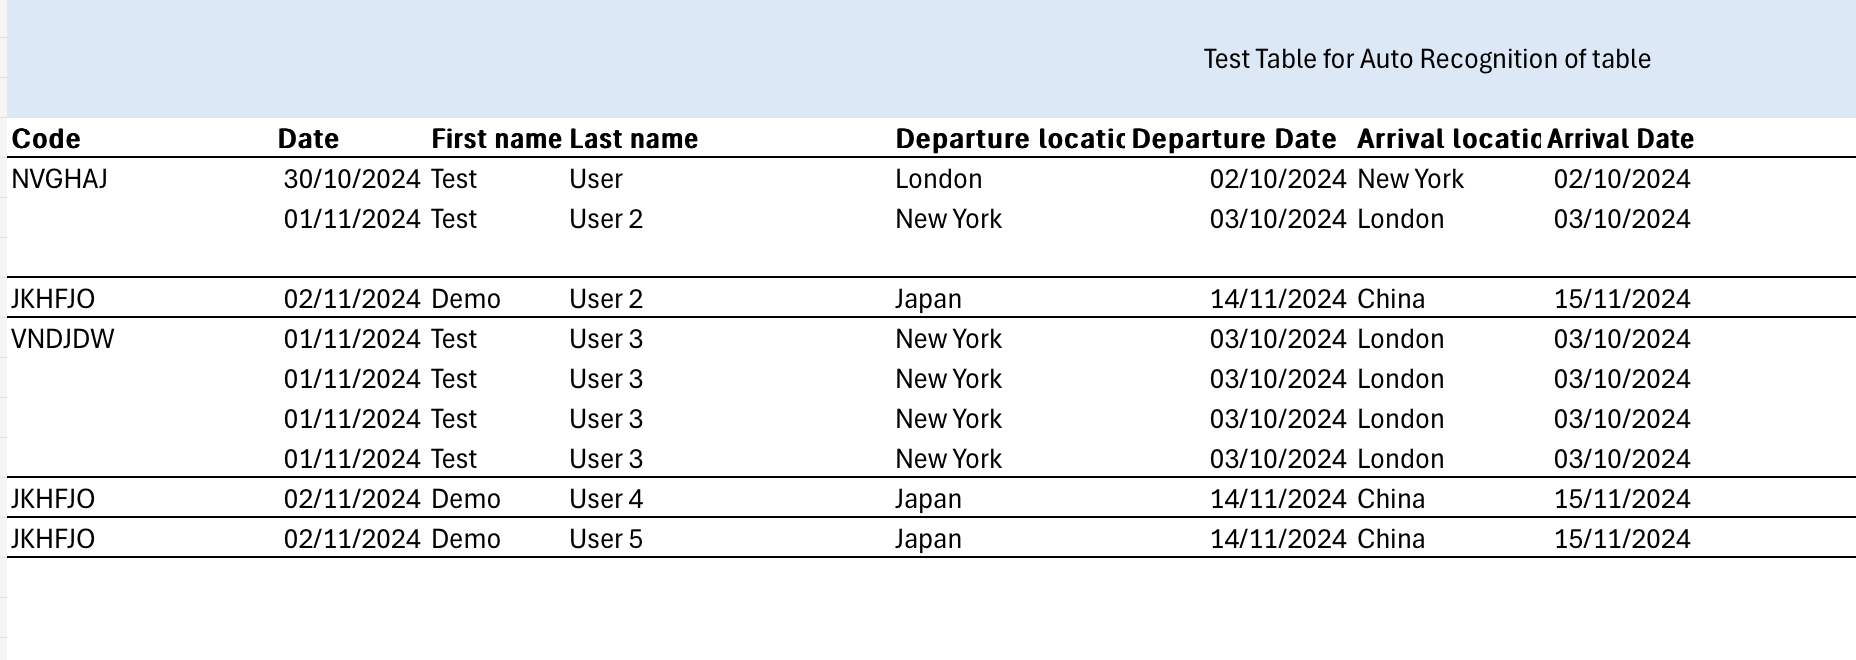 Test Table for Auto Recognition of table
Code Date First name Last name Departure locatic Departure Date Arrival locatic Arrival Date
NVGHAJ 30/10/2024 Test User London 02/10/2024 New York 02/10/2024
01/11/2024 Test User 2 New York 03/10/2024 London 03/10/2024
JKHFJO 02/11/2024 Demo User 2 Japan 14/11/2024 China 15/11/2024
VNDJDW 01/11/2024 Test User 3 New York 03/10/2024 London 03/10/2024
01/11/2024 Test User 3 New York 03/10/2024 London 03/10/2024
01/11/2024 Test User 3 New York 03/10/2024 London 03/10/2024
01/11/2024 Test User 3 New York 03/10/2024 London 03/10/2024
JKHFJO 02/11/2024 Demo User 4 Japan 14/11/2024 China 15/11/2024
JKHFJO 02/11/2024 Demo User 5 Japan 14/11/2024 China 15/11/2024